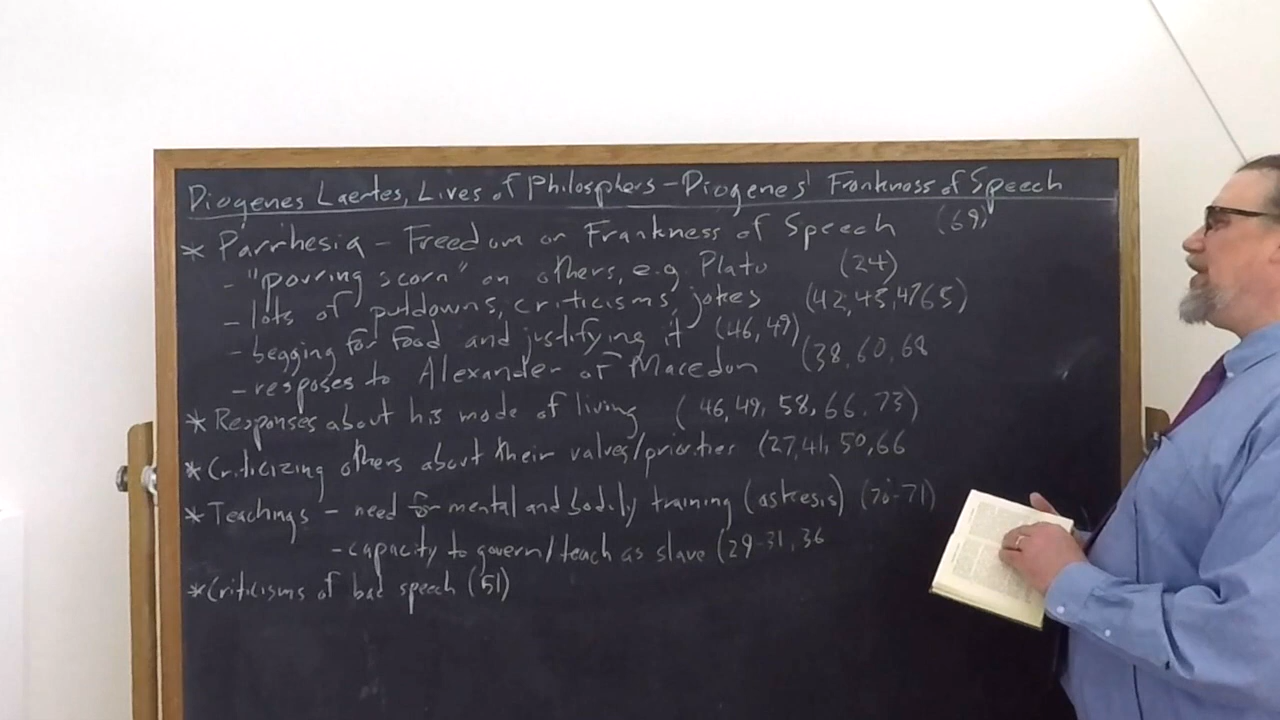 Diogenes Laertes, Lives of Philosphers - Diogenes' Frankness of Speech
* Parrhesia - Freedom or Frankness of Speech (69)
- "pouring scorn" on others, e.g. Plato (24)
- lots of putdowns, criticisms, jokes (42, 45, 47 65)
- begging for food and justifying it (46, 49)
- resposes to Alexander of Macedon (38, 60, 68
* Responses about his mode of living (46, 49, 58, 66, 73)
* Criticizing others about their values/priorities (27, 41, 50, 66
* Teachings - need for mental and bodily training (askesis) (70-71)
- capacity to govern/teach as slave (29-31, 36
* Criticisms of bad speech (51)